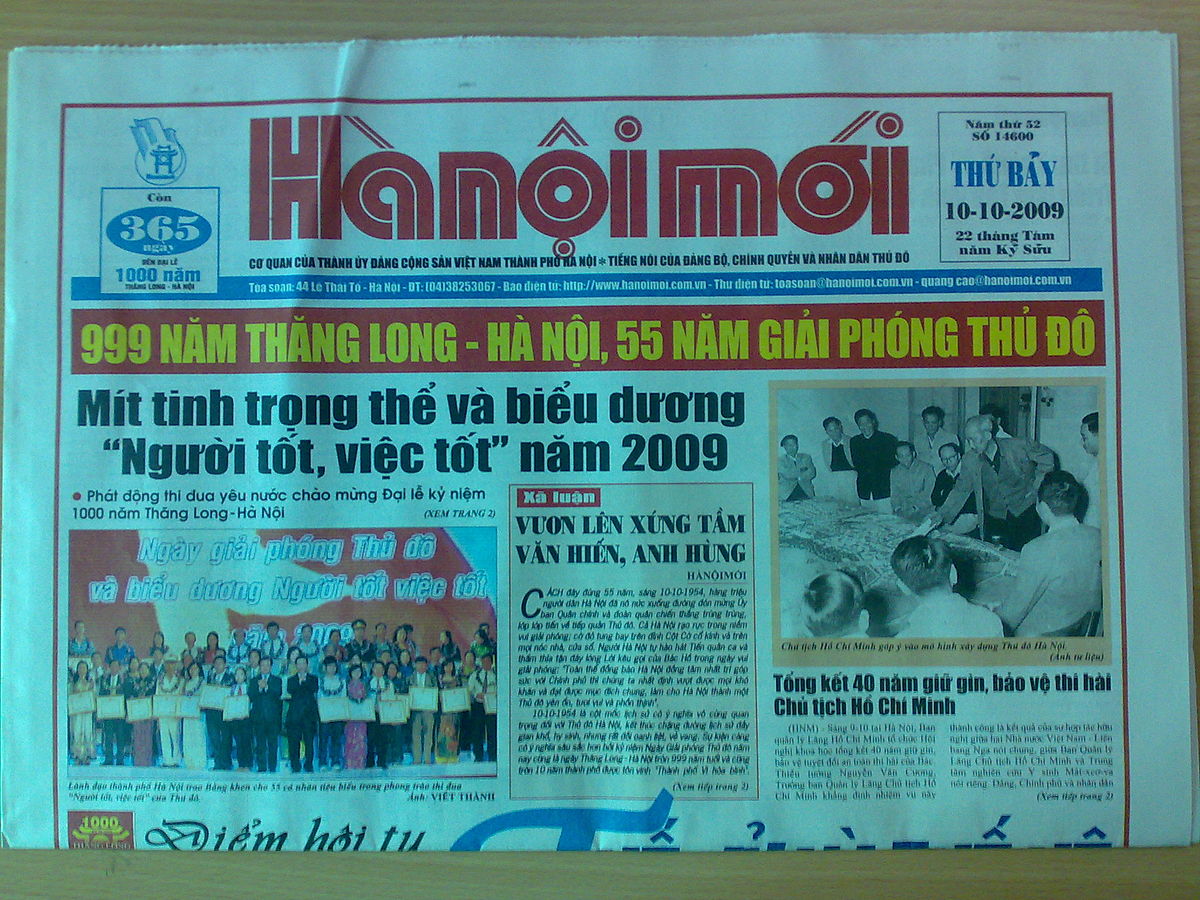 Hànộimới
Còn
365
ngày
ĐẾN ĐẠI LỄ
1000 năm
THĂNG LONG - HÀ NỘI
Năm thứ 52
SỐ 14600
THỨ BẢY
10-10-2009
22 tháng Tám
năm Kỷ Sửu
CƠ QUAN CỦA THÀNH ỦY ĐẢNG CỘNG SẢN VIỆT NAM THÀNH PHỐ HÀ NỘI * TIẾNG NÓI CỦA ĐẢNG BỘ, CHÍNH QUYỀN VÀ NHÂN DÂN THỦ ĐÔ
Tòa soạn: 44 Lê Thái Tổ - Hà Nội - ĐT: (04)38253067 - Báo điện tử: http://www.hanoimoi.com.vn - Thư điện tử: toasoan@hanoimoi.com.vn - quang cao@hanoimoi.com.vn
999 NĂM THĂNG LONG - HÀ NỘI, 55 NĂM GIẢI PHÓNG THỦ ĐÔ
Mít tinh trọng thể và biểu dương
“Người tốt, việc tốt” năm 2009
• Phát động thi đua yêu nước chào mừng Đại lễ kỷ niệm
1000 năm Thăng Long-Hà Nội
(XEM TRANG 2)
Ngày giải phóng Thủ đô
và biểu dương Người tốt việc tốt
năm 2009
Lãnh đạo thành phố Hà Nội trao Bằng khen cho 55 cá nhân tiêu biểu trong phong trào thi đua
"Người tốt, việc tốt" của Thủ đô.
Ảnh: VIẾT THÀNH
Xã luận
VƯƠN LÊN XỨNG TẦM
VĂN HIẾN, ANH HÙNG
HÀNỘIMỚI
CÁCH đây đúng 55 năm, sáng 10-10-1954, hàng triệu
người dân Hà Nội đã nô nức xuống đường đón mừng Ủy
ban Quân chính và đoàn quân chiến thắng trùng trùng,
lớp lớp tiến về tiếp quản Thủ đô. Cả Hà Nội rạo rực trong niềm
vui giải phóng; cờ đỏ tung bay trên đỉnh Cột Cờ cổ kính và trên
mọi nóc nhà, cửa sổ. Người Hà Nội tự hào hát Tiến quân ca và
thấm thía tận đáy lòng Lời kêu gọi của Bác Hồ trong ngày vui
giải phóng: "Toàn thể đồng bào Hà Nội đồng tâm nhất trí góp
sức với Chính phủ thì chúng ta nhất định vượt được mọi khó
khăn và đạt được mục đích chung, làm cho Hà Nội thành một
Thủ đô yên ổn, tươi vui và phồn thịnh".
10-10-1954 là cột mốc lịch sử có ý nghĩa vô cùng quan
trọng đối với Thủ đô Hà Nội, kết thúc chặng đường lịch sử đầy
gian khổ, hy sinh, nhưng rất đỗi oanh liệt, vẻ vang. Sự kiện càng
có ý nghĩa sâu sắc hơn bởi kỷ niệm Ngày Giải phóng Thủ đô năm
nay cũng là ngày Thăng Long - Hà Nội tròn 999 năm tuổi và cũng
tròn 10 năm thành phố được tôn vinh "Thành phố Vì hòa bình".
(Xem tiếp trang 2)
Chủ tịch Hồ Chí Minh góp ý vào mô hình xây dựng Thủ đô Hà Nội.
(Ảnh tư liệu)
Tổng kết 40 năm giữ gìn, bảo vệ thi hài
Chủ tịch Hồ Chí Minh
(HNM) - Sáng 9-10 tại Hà Nội, Ban
quản lý Lăng Hồ Chí Minh tổ chức Hội
nghị khoa học tổng kết 40 năm giữ gìn,
bảo vệ tuyệt đối an toàn thi hài của Bác.
Thiếu tướng Nguyễn Văn Cương,
Trưởng ban Quản lý Lăng Chủ tịch Hồ
Chí Minh khẳng định nhiệm vụ này
thành công là kết quả của sự hợp tác hữu
nghị giữa hai Nhà nước Việt Nam - Liên
bang Nga nói chung, giữa Ban Quản lý
Lăng Chủ tịch Hồ Chí Minh và Trung
tâm nghiên cứu Y sinh Mát-xcơ-va
nói riêng. Đảng, Chính phủ và nhân dân
(Xem tiếp trang 2)
1000
THĂNG LONG
Điểm hội tụ